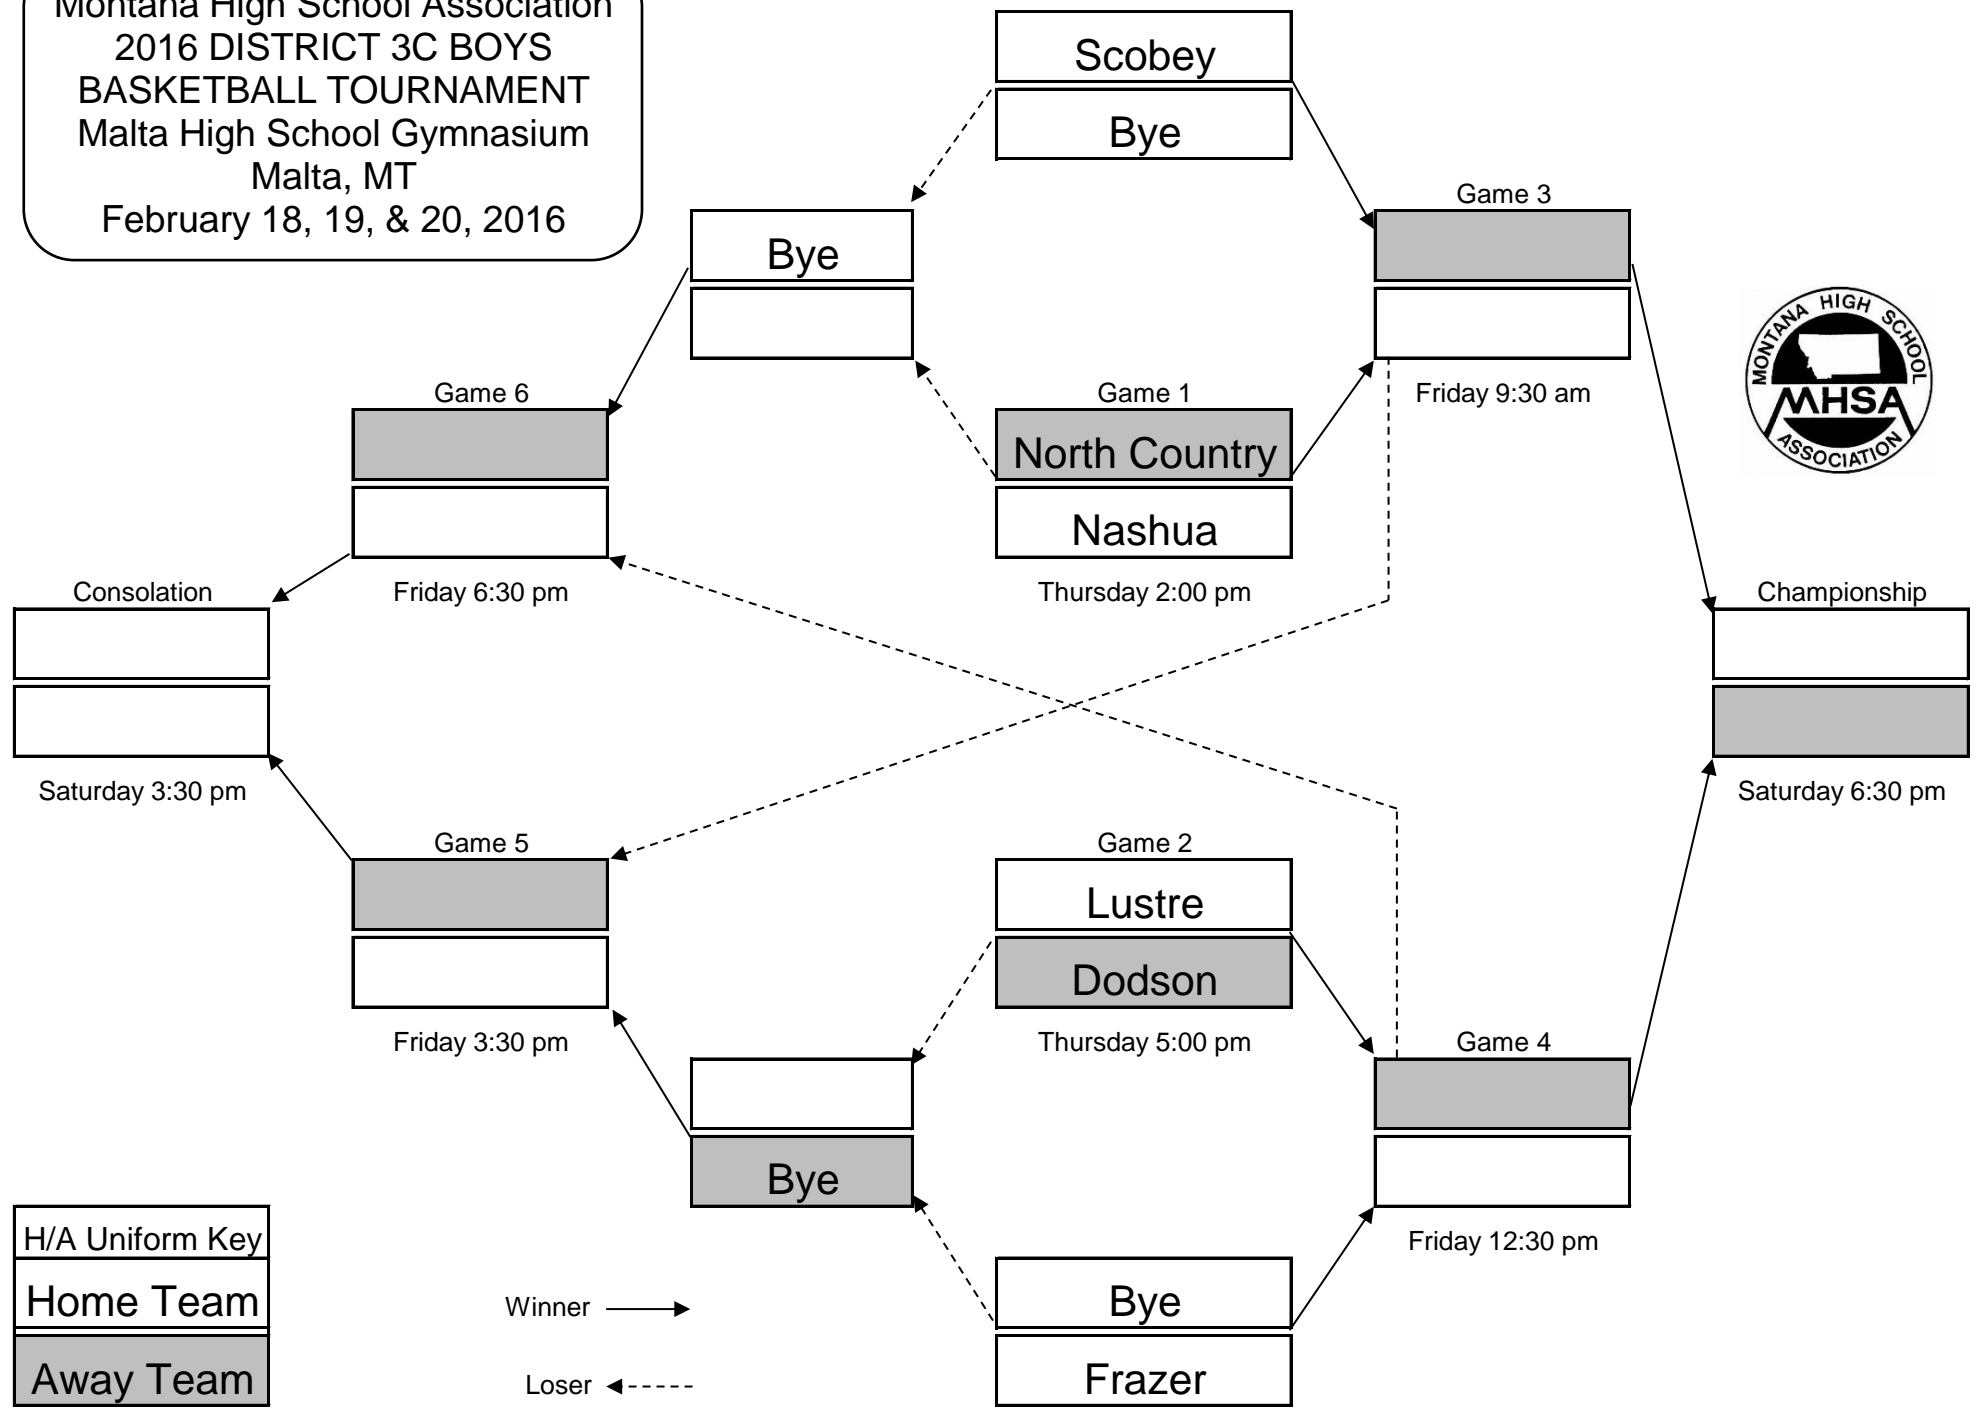 Montana High School Association
2016 DISTRICT 3C BOYS
BASKETBALL TOURNAMENT
Malta High School Gymnasium
Malta, MT
February 18, 19, & 20, 2016
Scobey
Bye
Game 3
Bye
MONTANA HIGH SCHOOL
MHSA
ASSOCIATION
Game 6
Game 1
Friday 9:30 am
North Country
Nashua
Consolation
Friday 6:30 pm
Thursday 2:00 pm
Championship
Saturday 3:30 pm
Saturday 6:30 pm
Game 5
Game 2
Lustre
Dodson
Friday 3:30 pm
Thursday 5:00 pm
Game 4
Bye
H/A Uniform Key
Friday 12:30 pm
Home Team
Winner
Bye
Away Team
Loser
Frazer